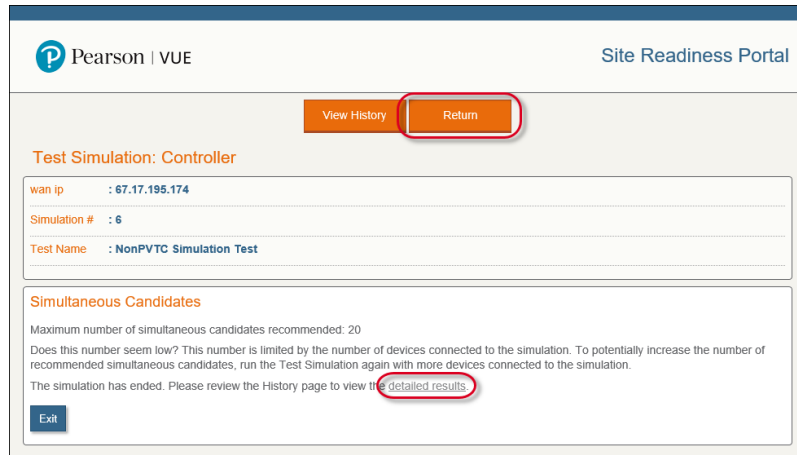 Pearson | VUE
Site Readiness Portal
View History
Return
Test Simulation: Controller
wan ip : 67.17.195.174
Simulation # : 6
Test Name : NonPVTC Simulation Test
Simultaneous Candidates
Maximum number of simultaneous candidates recommended: 20
Does this number seem low? This number is limited by the number of devices connected to the simulation. To potentially increase the number of
recommended simultaneous candidates, run the Test Simulation again with more devices connected to the simulation.
The simulation has ended. Please review the History page to view the detailed results.
Exit